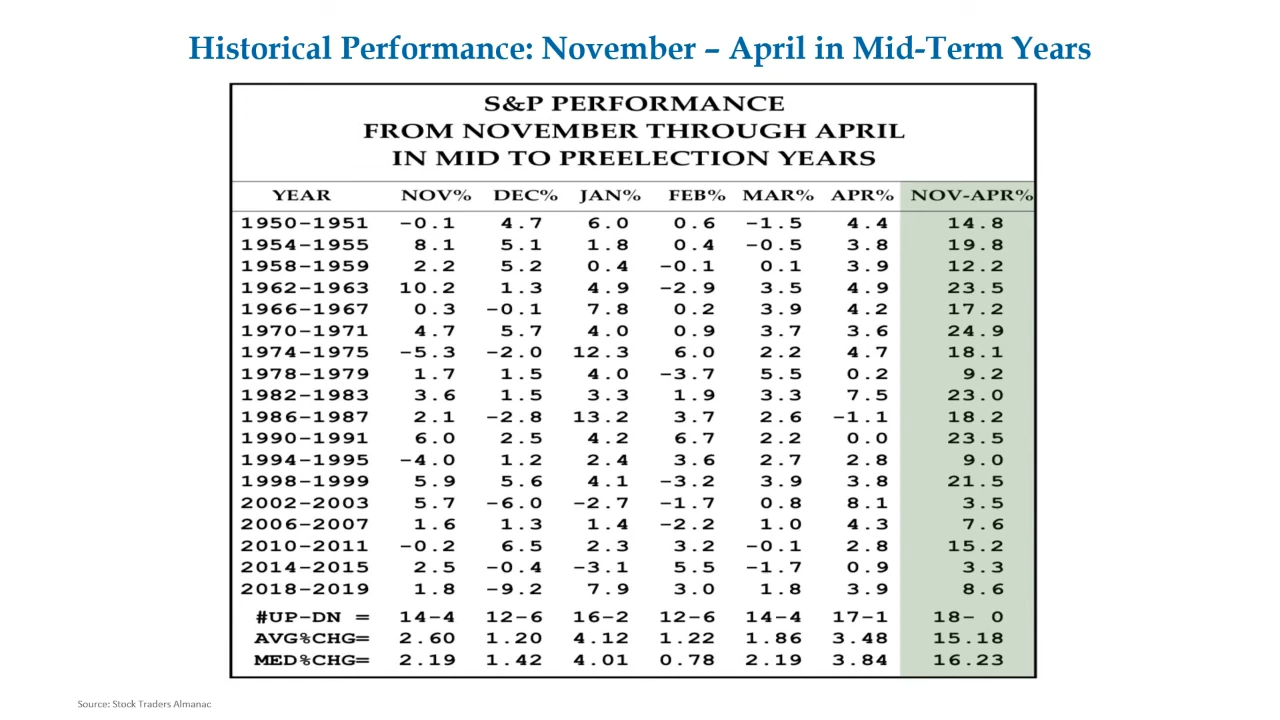 Historical Performance: November – April in Mid-Term Years
S&P PERFORMANCE
FROM NOVEMBER THROUGH APRIL
IN MID TO PREELECTION YEARS
YEAR NOV% DEC% JAN% FEB% MAR% APR% NOV-APR%
1950-1951 -0.1 4.7 6.0 0.6 -1.5 4.4 14.8
1954-1955 8.1 5.1 1.8 0.4 -0.5 3.8 19.8
1958-1959 2.2 5.2 0.4 -0.1 0.1 3.9 12.2
1962-1963 10.2 1.3 4.9 -2.9 3.5 4.9 23.5
1966-1967 0.3 -0.1 7.8 0.2 3.9 4.2 17.2
1970-1971 4.7 5.7 4.0 0.9 3.7 3.6 24.9
1974-1975 -5.3 -2.0 12.3 6.0 2.2 4.7 18.1
1978-1979 1.7 1.5 4.0 -3.7 5.5 0.2 9.2
1982-1983 3.6 1.5 3.3 1.9 3.3 7.5 23.0
1986-1987 2.1 -2.8 13.2 3.7 2.6 -1.1 18.2
1990-1991 6.0 2.5 4.2 6.7 2.2 0.0 23.5
1994-1995 -4.0 1.2 2.4 3.6 2.7 2.8 9.0
1998-1999 5.9 5.6 4.1 -3.2 3.9 3.8 21.5
2002-2003 5.7 -6.0 -2.7 -1.7 0.8 8.1 3.5
2006-2007 1.6 1.3 1.4 -2.2 1.0 4.3 7.6
2010-2011 -0.2 6.5 2.3 3.2 -0.1 2.8 15.2
2014-2015 2.5 -0.4 -3.1 5.5 -1.7 0.9 3.3
2018-2019 1.8 -9.2 7.9 3.0 1.8 3.9 8.6
#UP-DN = 14-4 12-6 16-2 12-6 14-4 17-1 18- 0
AVG%CHG= 2.60 1.20 4.12 1.22 1.86 3.48 15.18
MED%CHG= 2.19 1.42 4.01 0.78 2.19 3.84 16.23
Source: Stock Traders Almanac